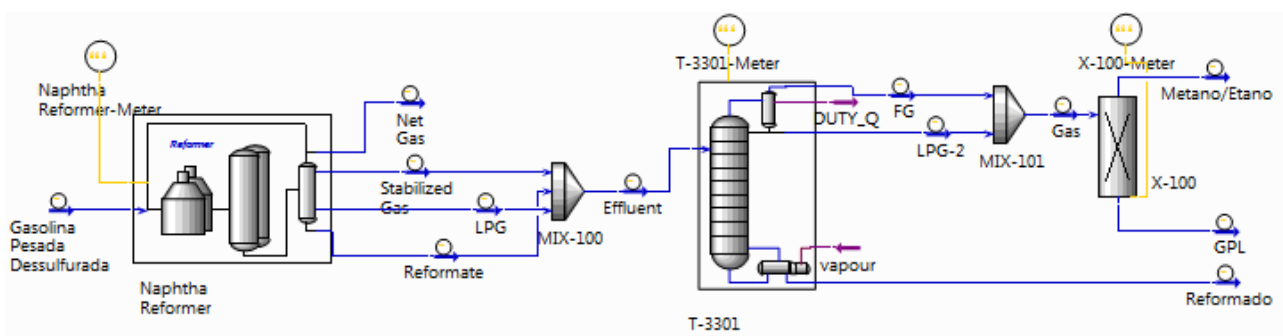 Naphtha
Reformer-Meter
Reformer
Gasolina
Pesada
Dessulfurada
Naphtha
Reformer
Net
Gas
Stabilized
Gas
LPG
Reformate
MIX-100
Effluent
T-3301-Meter
DUTY_Q
vapour
T-3301
FG
LPG-2
MIX-101
Gas
X-100-Meter
Metano/Etano
X-100
GPL
Reformado